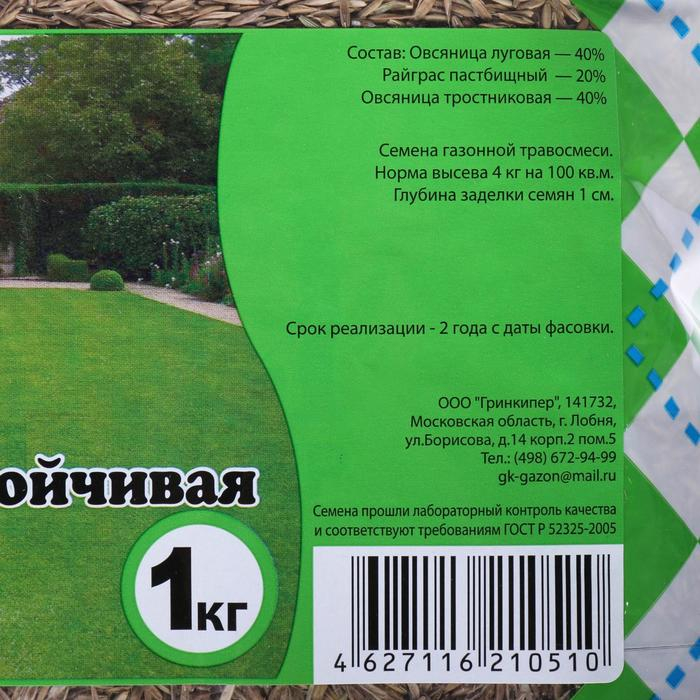 Состав: Овсяница луговая — 40%
Райграс пастбищный — 20%
Овсяница тростниковая — 40%
Семена газонной травосмеси.
Норма высева 4 кг на 100 кв.м.
Глубина заделки семян 1 см.
Срок реализации - 2 года с даты фасовки.
ООО "Гринкипер", 141732,
Московская область, г. Лобня,
ул.Борисова, д.14 корп.2 пом.5
Тел.: (498) 672-94-99
gk-gazon@mail.ru
ойчивая
Семена прошли лабораторный контроль качества
и соответствуют требованиям ГОСТ Р 52325-2005
1кг
4 627116 210510